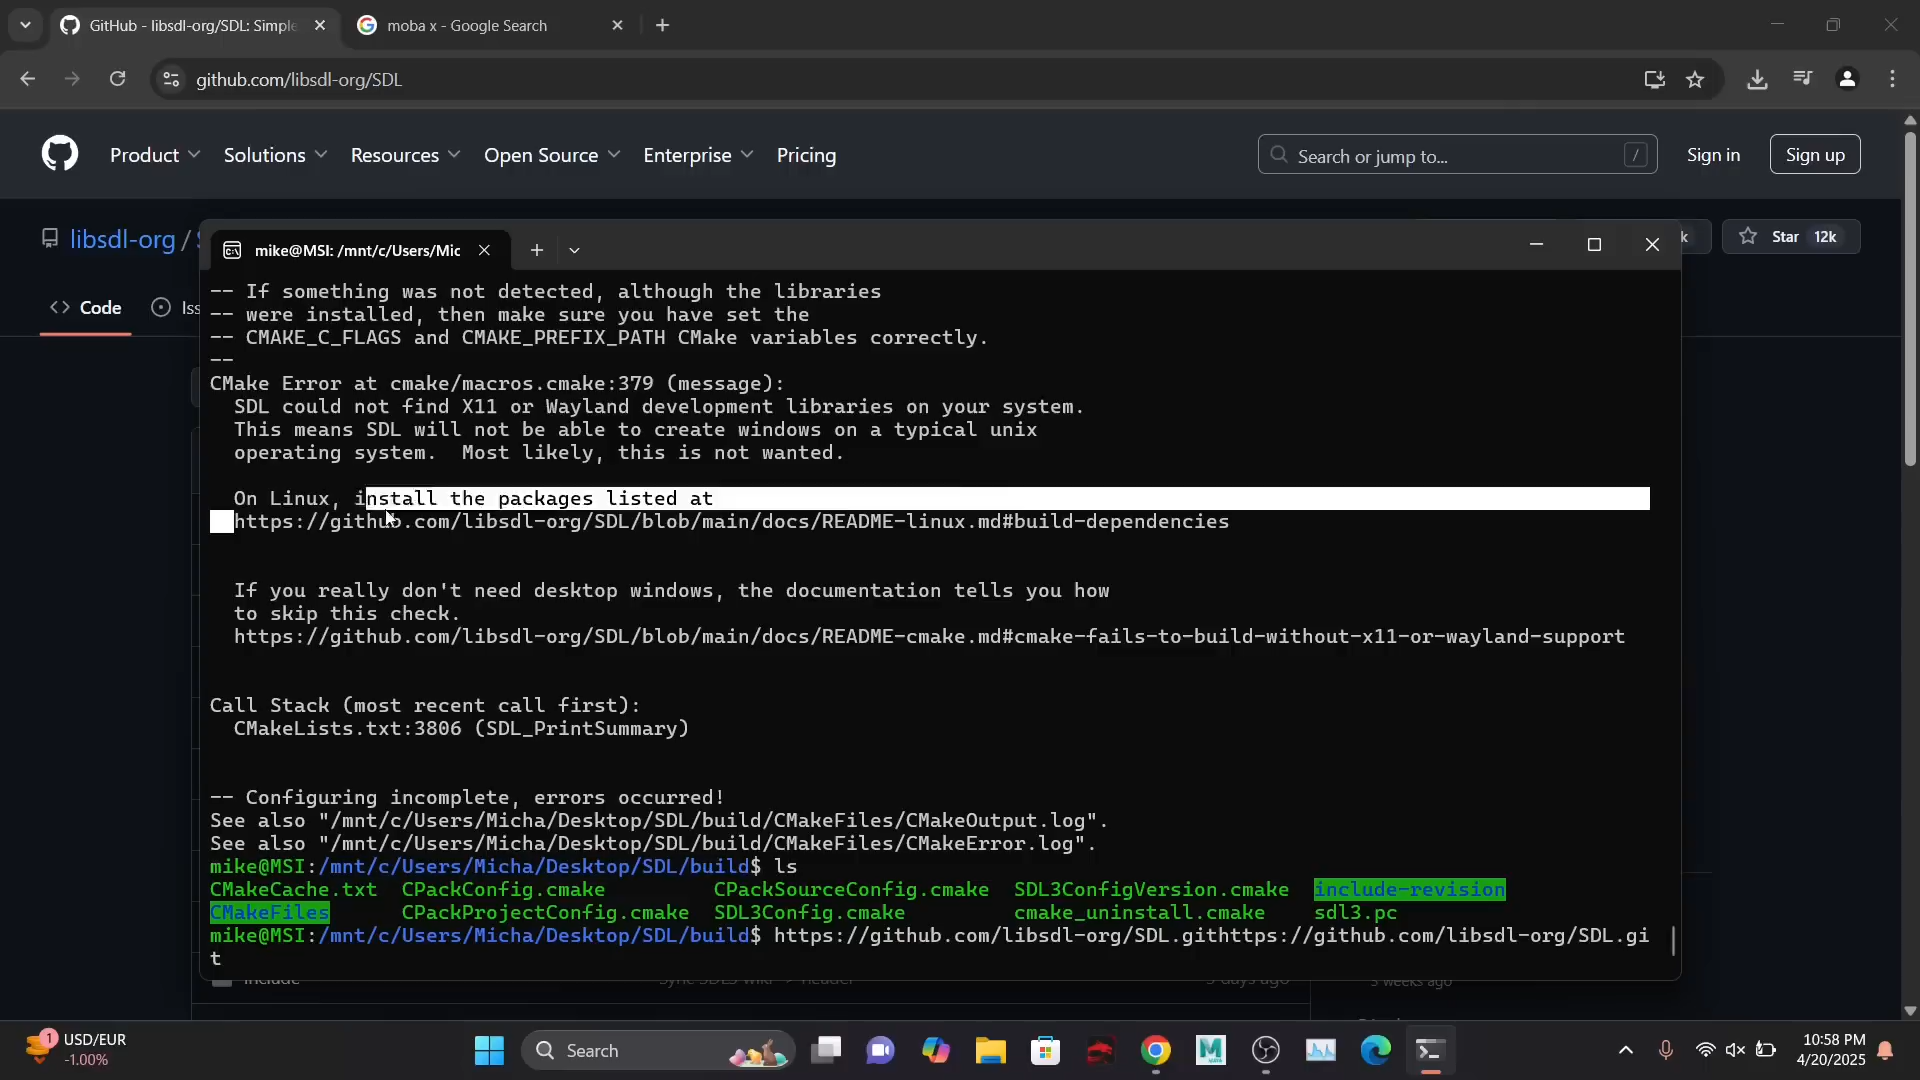 GitHub - libsdl-org/SDL: Simple
moba x - Google Search
github.com/libsdl-org/SDL
Product
Solutions
Resources
Open Source
Enterprise
Pricing
Search or jump to...
/
Sign in
Sign up
libsdl-org /
k
Star 12k
Code
Iss
mike@MSI: /mnt/c/Users/Mic
-- If something was not detected, although the libraries
-- were installed, then make sure you have set the
-- CMAKE_C_FLAGS and CMAKE_PREFIX_PATH CMake variables correctly.
--
CMake Error at cmake/macros.cmake:379 (message):
SDL could not find X11 or Wayland development libraries on your system.
This means SDL will not be able to create windows on a typical unix
operating system.  Most likely, this is not wanted.
On Linux, install the packages listed at
https://github.com/libsdl-org/SDL/blob/main/docs/README-linux.md#build-dependencies
If you really don't need desktop windows, the documentation tells you how
to skip this check.
https://github.com/libsdl-org/SDL/blob/main/docs/README-cmake.md#cmake-fails-to-build-without-x11-or-wayland-support
Call Stack (most recent call first):
CMakeLists.txt:3806 (SDL_PrintSummary)
-- Configuring incomplete, errors occurred!
See also "/mnt/c/Users/Micha/Desktop/SDL/build/CMakeFiles/CMakeOutput.log".
See also "/mnt/c/Users/Micha/Desktop/SDL/build/CMakeFiles/CMakeError.log".
mike@MSI:/mnt/c/Users/Micha/Desktop/SDL/build$ ls
CMakeCache.txt  CPackConfig.cmake  CPackSourceConfig.cmake  SDL3ConfigVersion.cmake  include-revision
CMakeFiles  CPackProjectConfig.cmake  SDL3Config.cmake  cmake_uninstall.cmake  sdl3.pc
mike@MSI:/mnt/c/Users/Micha/Desktop/SDL/build$ https://github.com/libsdl-org/SDL.githttps://github.com/libsdl-org/SDL.gi
t
include
3 days ago
3 weeks ago
1
USD/EUR
-1.00%
Search
10:58 PM
4/20/2025